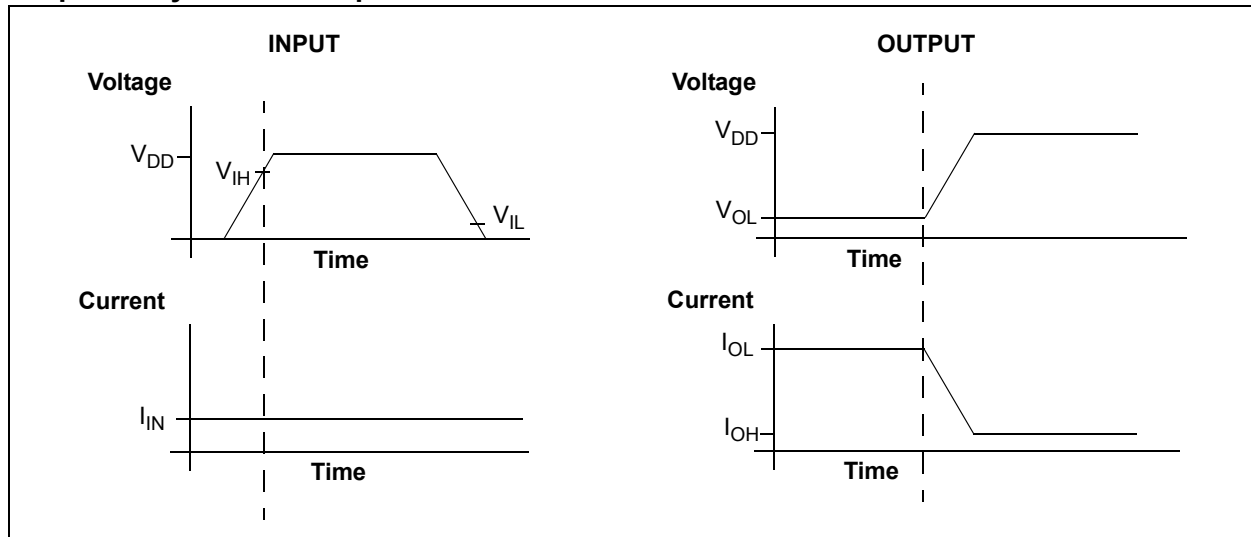 INPUT
Voltage
VDD
VIH
VIL
Time
Current
IIN
Time
OUTPUT
Voltage
VDD
VOL
Time
Current
IOL
IOH
Time